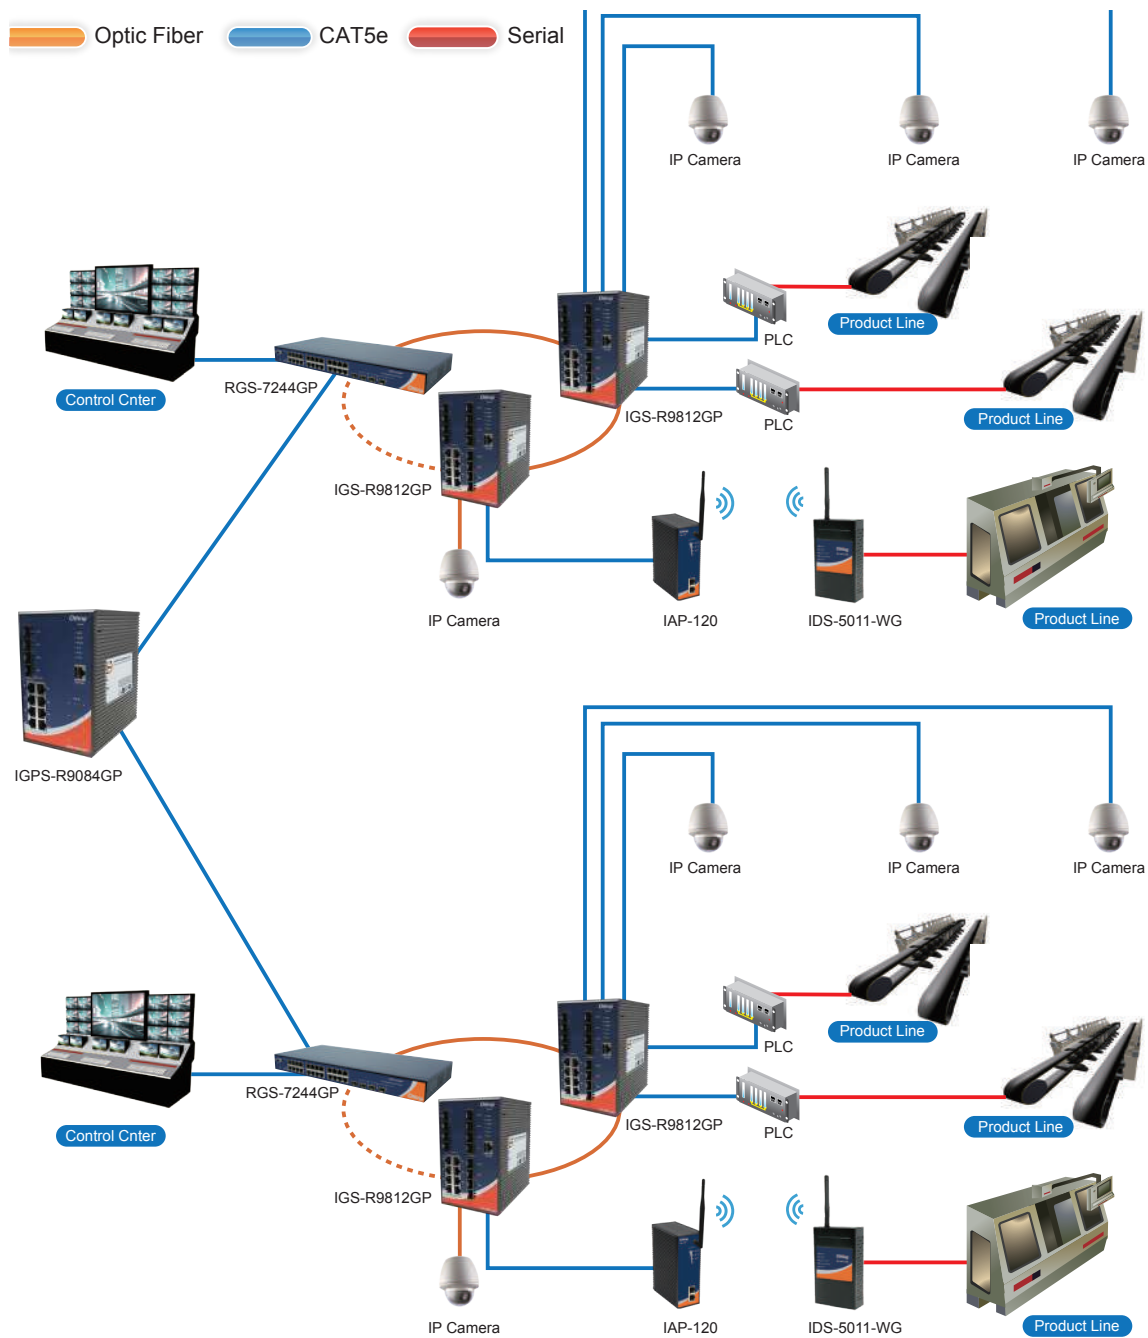 Optic Fiber
CAT5e
Serial
IP Camera
IP Camera
IP Camera
Product Line
PLC
Control Cnter
RGS-7244GP
IGS-R9812GP
PLC
Product Line
IGS-R9812GP
IP Camera
IAP-120
IDS-5011-WG
Product Line
IGPS-R9084GP
IP Camera
IP Camera
IP Camera
Product Line
PLC
Control Cnter
RGS-7244GP
IGS-R9812GP
PLC
Product Line
IGS-R9812GP
IP Camera
IAP-120
IDS-5011-WG
Product Line